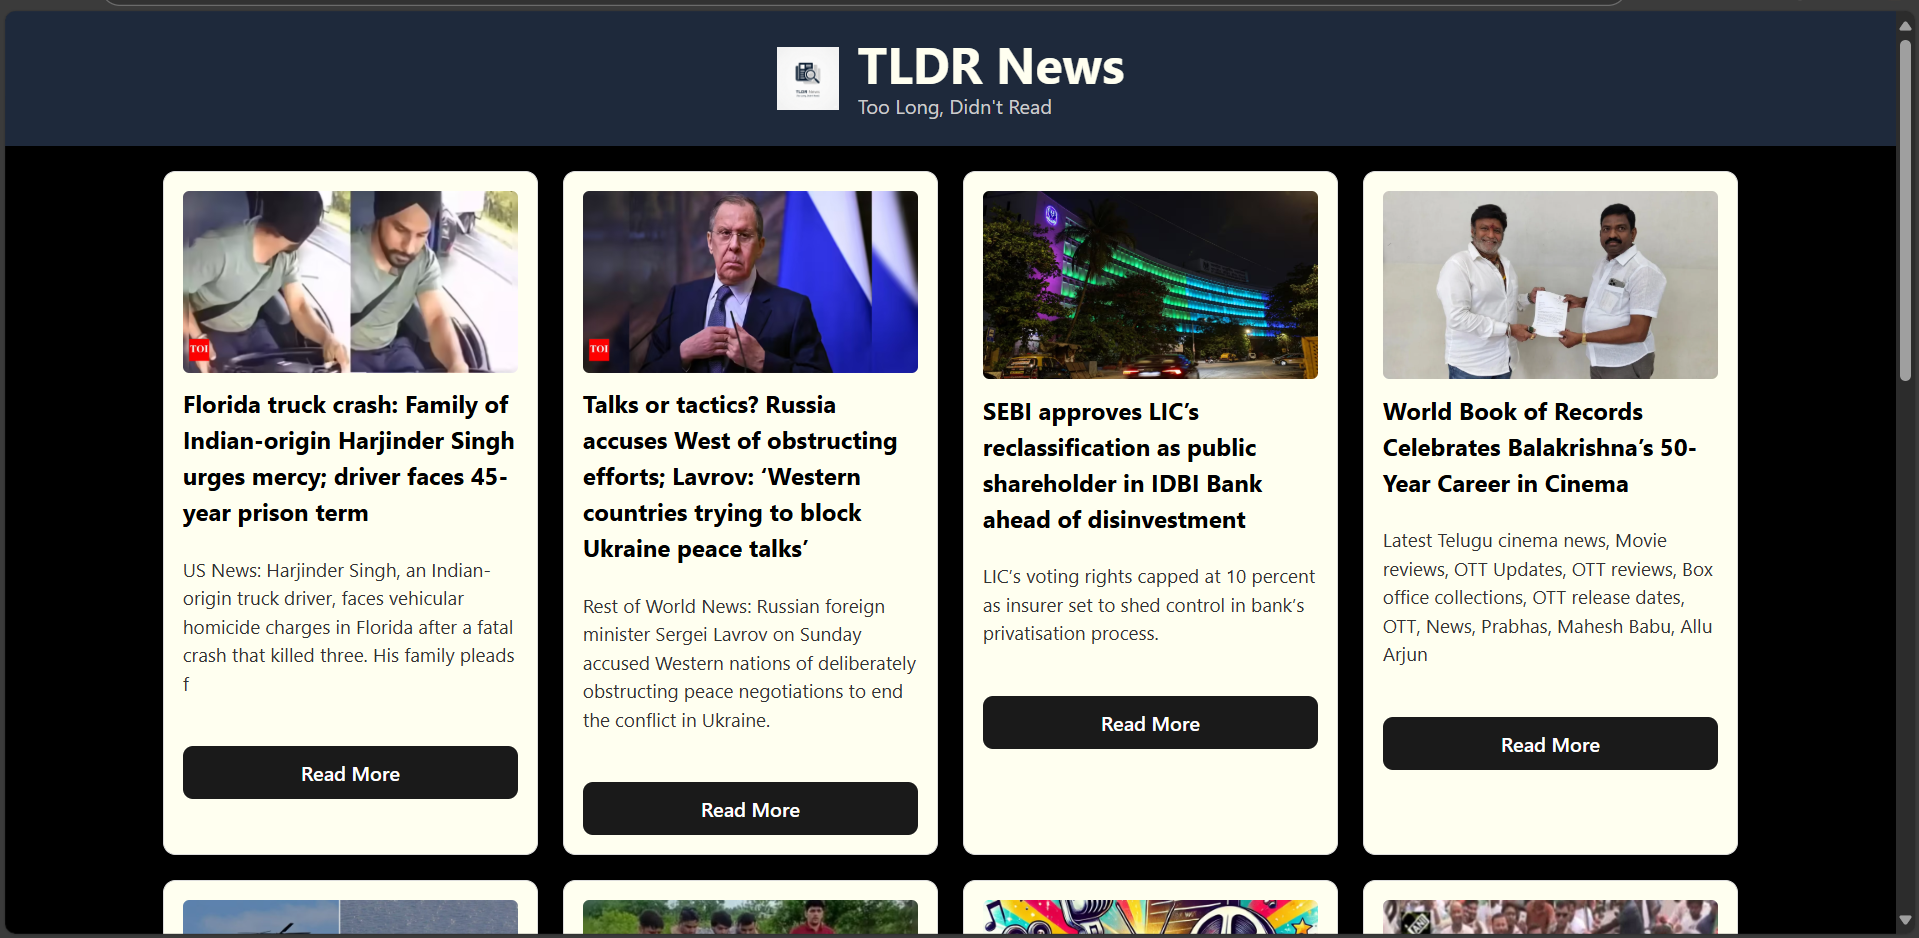 TLDR News
Too Long, Didn't Read
TLDR News
TOI
Florida truck crash: Family of
Indian-origin Harjinder Singh
urges mercy; driver faces 45-
year prison term
US News: Harjinder Singh, an Indian-
origin truck driver, faces vehicular
homicide charges in Florida after a fatal
crash that killed three. His family pleads
f
Read More
TOI
Talks or tactics? Russia
accuses West of obstructing
efforts; Lavrov: ‘Western
countries trying to block
Ukraine peace talks’
Rest of World News: Russian foreign
minister Sergei Lavrov on Sunday
accused Western nations of deliberately
obstructing peace negotiations to end
the conflict in Ukraine.
Read More
SEBI approves LIC’s
reclassification as public
shareholder in IDBI Bank
ahead of disinvestment
LIC’s voting rights capped at 10 percent
as insurer set to shed control in bank’s
privatisation process.
Read More
World Book of Records
Celebrates Balakrishna’s 50-
Year Career in Cinema
Latest Telugu cinema news, Movie
reviews, OTT Updates, OTT reviews, Box
office collections, OTT release dates,
OTT, News, Prabhas, Mahesh Babu, Allu
Arjun
Read More
ANI